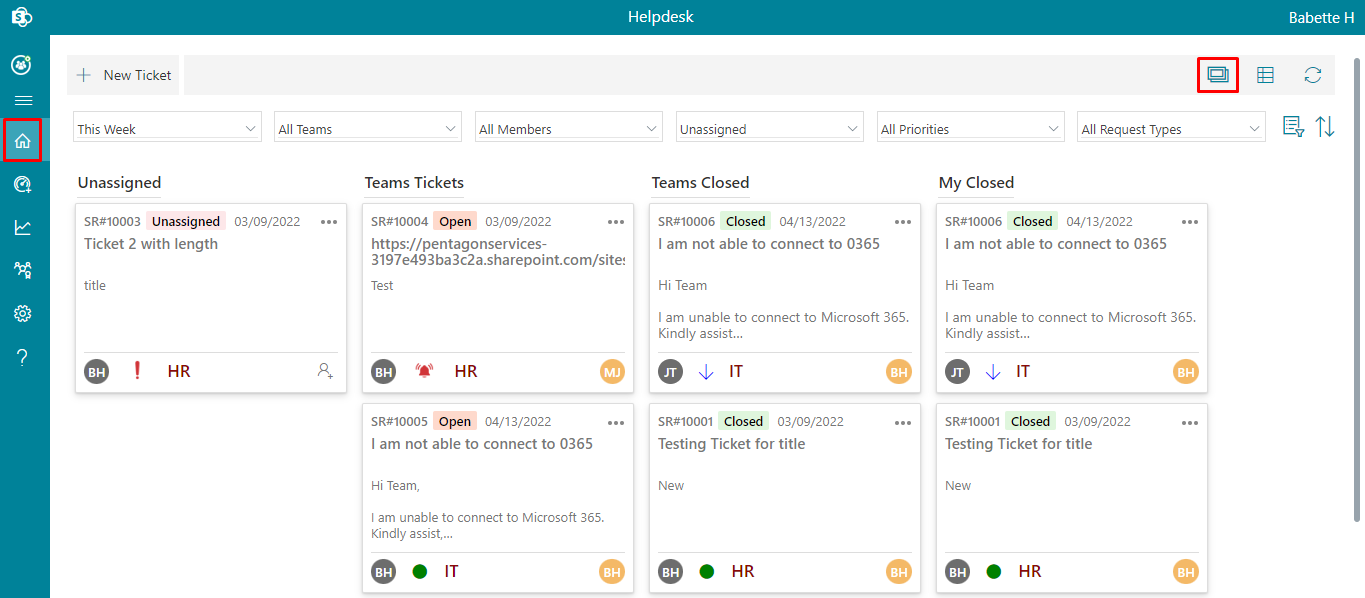 Helpdesk
Babette H
New Ticket
This Week
All Teams
All Members
Unassigned
All Priorities
All Request Types
Unassigned
SR#10003 Unassigned 03/09/2022
Ticket 2 with length
title
BH HR
Teams Tickets
SR#10004 Open 03/09/2022
https://pentagonservices-
3197e493ba3c2a.sharepoint.com/sites
Test
BH HR MJ
SR#10005 Open 04/13/2022
I am not able to connect to 0365
Hi Team,
I am unable to connect to Microsoft 365.
Kindly assist,...
BH IT BH
Teams Closed
SR#10006 Closed 04/13/2022
I am not able to connect to 0365
Hi Team
I am unable to connect to Microsoft 365.
Kindly assist...
JT IT BH
SR#10001 Closed 03/09/2022
Testing Ticket for title
New
BH HR BH
My Closed
SR#10006 Closed 04/13/2022
I am not able to connect to 0365
Hi Team
I am unable to connect to Microsoft 365.
Kindly assist...
JT IT BH
SR#10001 Closed 03/09/2022
Testing Ticket for title
New
BH HR BH